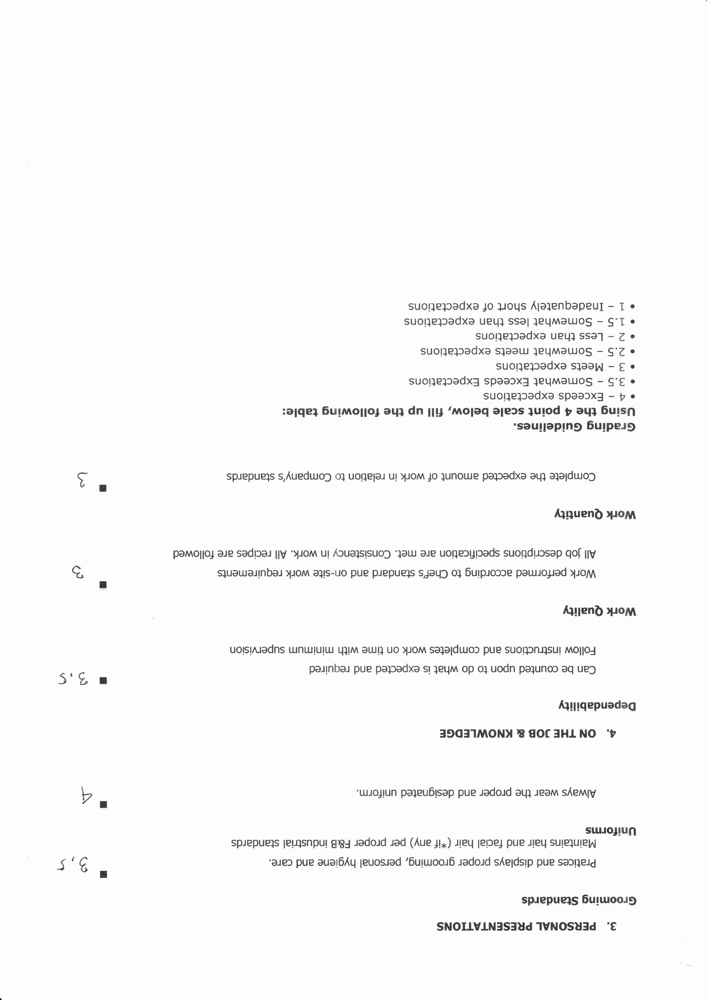 3. PERSONAL PRESENTATIONS
Grooming Standards
Pratices and displays proper grooming, personal hygiene and care.
▪ 3,5
Maintains hair and facial hair (*if any) per proper F&B industrial standards
Uniforms
Always wear the proper and designated uniform.
▪ 4
4. ON THE JOB & KNOWLEDGE
Dependability
Can be counted upon to do what is expected and required
▪ 3.5
Follow instructions and completes work on time with minimum supervision
Work Quality
Work performed according to Chef's standard and on-site work requirements
▪ 3
All job descriptions specification are met. Consistency in work. All recipes are followed
Work Quantity
Complete the expected amount of work in relation to Company's standards
▪ 3
Grading Guidelines.
Using the 4 point scale below, fill up the following table:
• 4 – Exceeds expectations
• 3.5 – Somewhat Exceeds Expectations
• 3 – Meets expectations
• 2.5 – Somewhat meets expectations
• 2 – Less than expectations
• 1.5 – Somewhat less than expectations
• 1 – Inadequately short of expectations